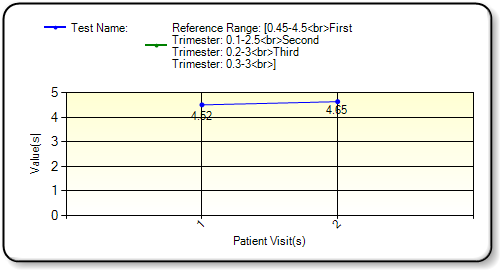 Test Name:
Reference Range: [0.45-4.5<br>First
Trimester: 0.1-2.5<br>Second
Trimester: 0.2-3<br>Third
Trimester: 0.3-3<br>]
5
4
3
2
1
0
Value(s)
4.52
4.65
1
2
Patient Visit(s)